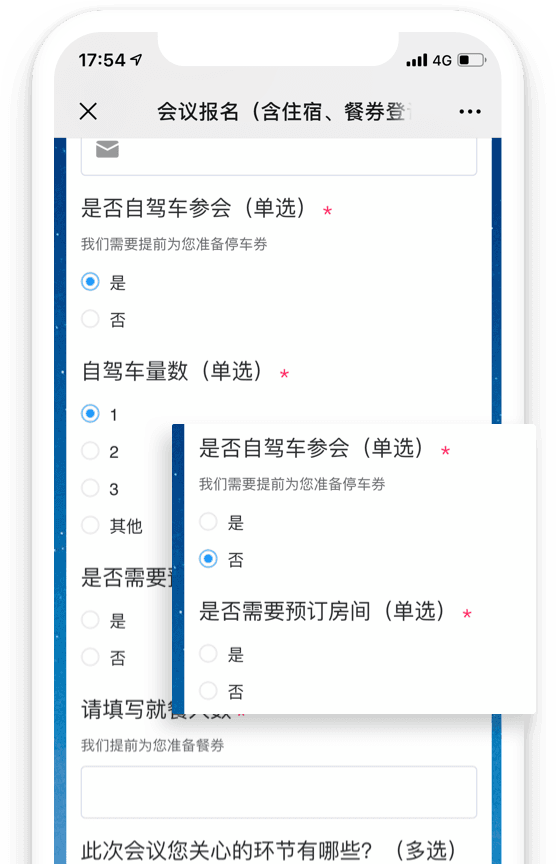 17:54
4G
会议报名（含住宿、餐券登
是否自驾车参会（单选） *
我们需要提前为您准备停车券
是
否
自驾车量数（单选） *
1
2
3
其他
是否需要
是
否
请填写就餐人数 *
我们提前为您准备餐券
此次会议您关心的环节有哪些？（多选）
是否自驾车参会（单选） *
我们需要提前为您准备停车券
是
否
是否需要预订房间（单选） *
是
否